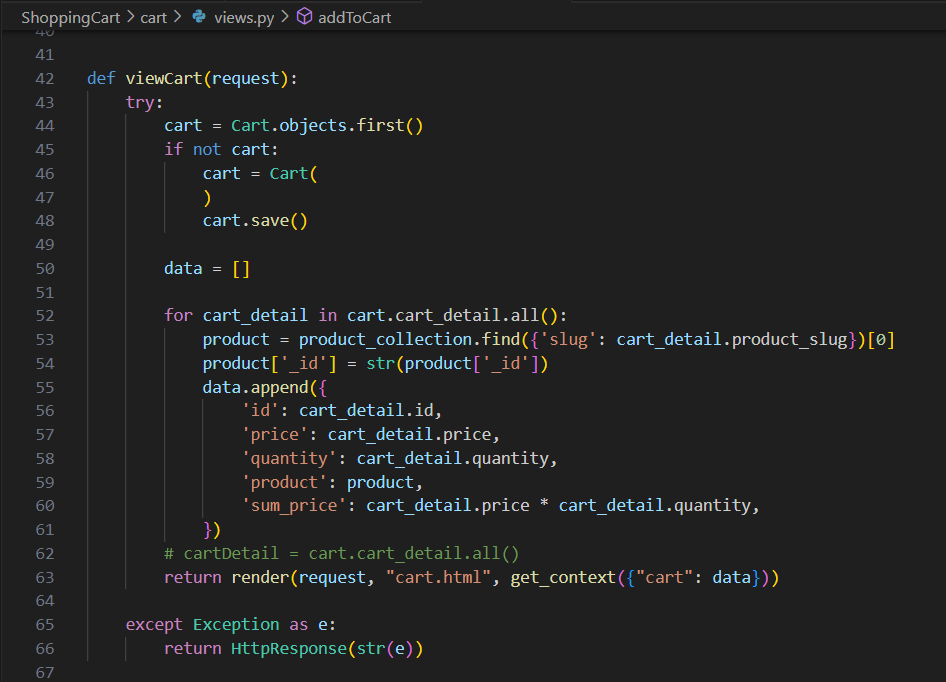 ShoppingCart > cart > views.py > addToCart
40
41
42 def viewCart(request):
43     try:
44         cart = Cart.objects.first()
45         if not cart:
46             cart = Cart(
47             )
48             cart.save()
49
50         data = []
51
52         for cart_detail in cart.cart_detail.all():
53             product = product_collection.find({'slug': cart_detail.product_slug})[0]
54             product['_id'] = str(product['_id'])
55             data.append({
56                 'id': cart_detail.id,
57                 'price': cart_detail.price,
58                 'quantity': cart_detail.quantity,
59                 'product': product,
60                 'sum_price': cart_detail.price * cart_detail.quantity,
61             })
62         # cartDetail = cart.cart_detail.all()
63         return render(request, "cart.html", get_context({"cart": data}))
64
65     except Exception as e:
66         return HttpResponse(str(e))
67